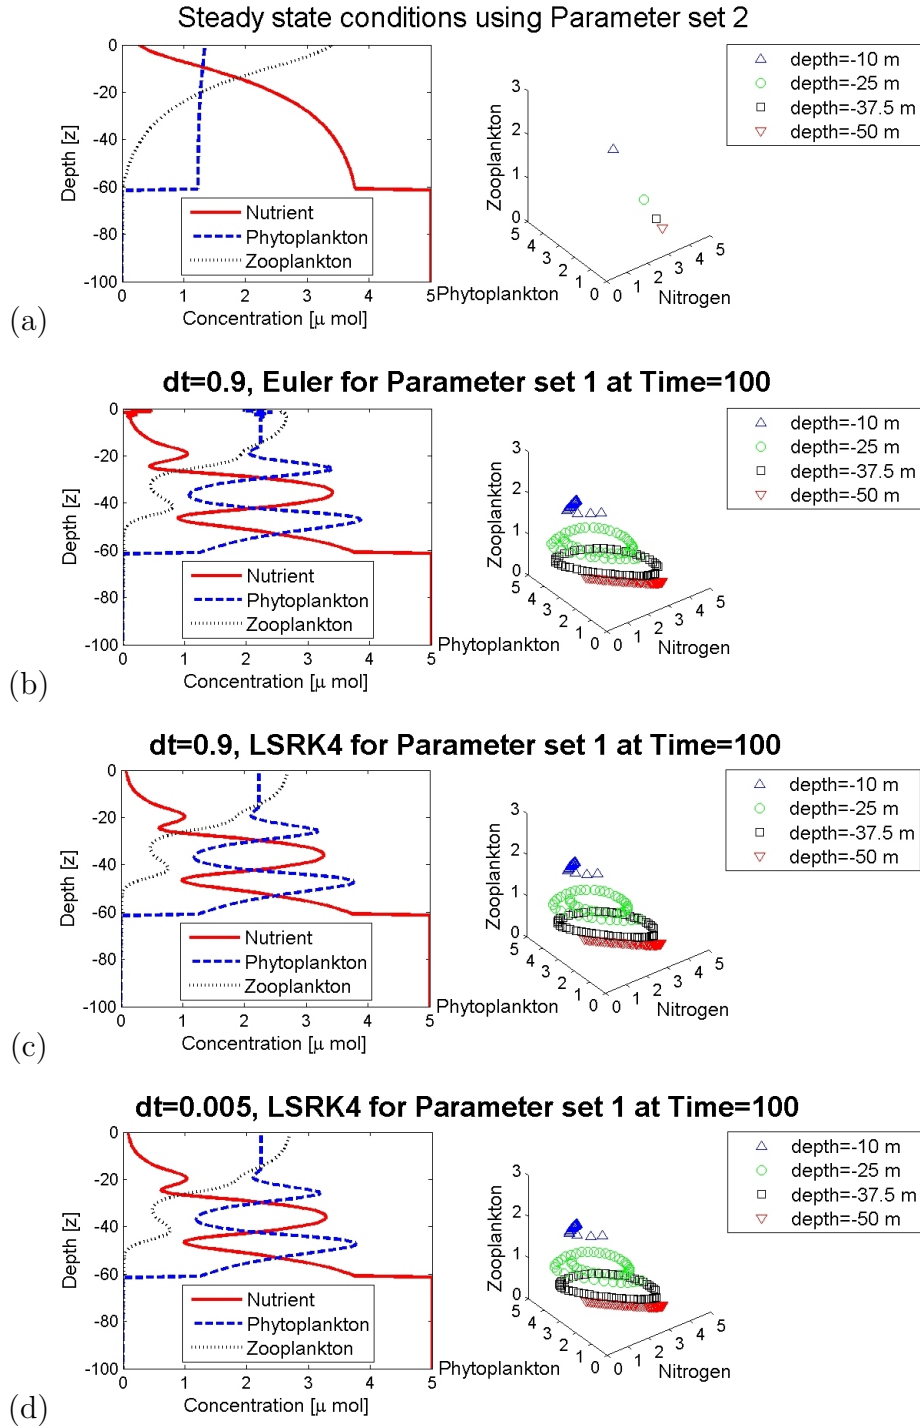 Steady state conditions using Parameter set 2
0
-20
-40
-60
-80
-100
Depth [z]
Nutrient
Phytoplankton
Zooplankton
0 1 2 3 4 5
Concentration [μ mol]
3
2
1
0
Zooplankton
5 4 3 2 1 0
Phytoplankton
0 1 2 3 4 5
Nitrogen
depth=-10 m
depth=-25 m
depth=-37.5 m
depth=-50 m
(a)
dt=0.9, Euler for Parameter set 1 at Time=100
0
-20
-40
-60
-80
-100
Depth [z]
Nutrient
Phytoplankton
Zooplankton
0 1 2 3 4 5
Concentration [μ mol]
3
2
1
0
Zooplankton
5 4 3 2 1 0
Phytoplankton
0 1 2 3 4 5
Nitrogen
depth=-10 m
depth=-25 m
depth=-37.5 m
depth=-50 m
(b)
dt=0.9, LSRK4 for Parameter set 1 at Time=100
0
-20
-40
-60
-80
-100
Depth [z]
Nutrient
Phytoplankton
Zooplankton
0 1 2 3 4 5
Concentration [μ mol]
3
2
1
0
Zooplankton
5 4 3 2 1 0
Phytoplankton
0 1 2 3 4 5
Nitrogen
depth=-10 m
depth=-25 m
depth=-37.5 m
depth=-50 m
(c)
dt=0.005, LSRK4 for Parameter set 1 at Time=100
0
-20
-40
-60
-80
-100
Depth [z]
Nutrient
Phytoplankton
Zooplankton
0 1 2 3 4 5
Concentration [μ mol]
3
2
1
0
Zooplankton
5 4 3 2 1 0
Phytoplankton
0 1 2 3 4 5
Nitrogen
depth=-10 m
depth=-25 m
depth=-37.5 m
depth=-50 m
(d)